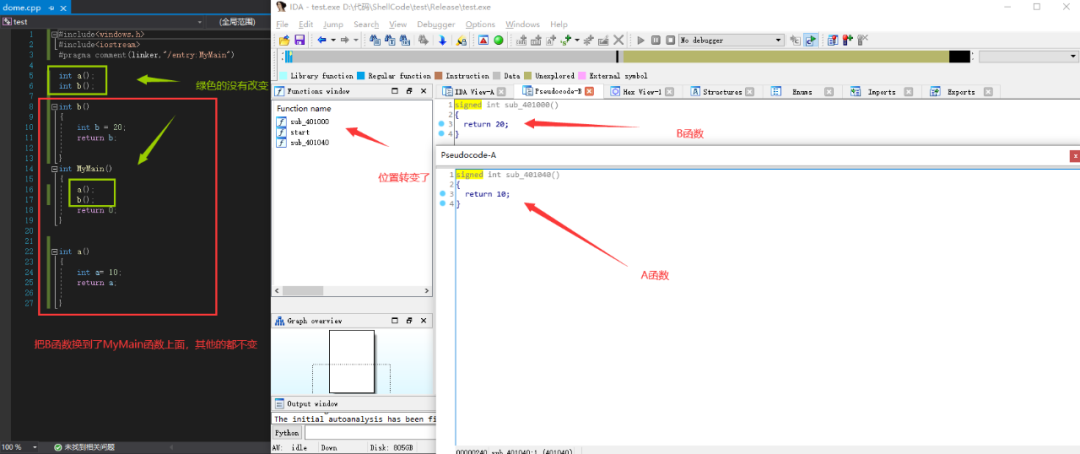 dome.cpp
test
(全局范围)
1 #include<windows.h>
2 #include<iostream>
3 #pragma comment(linker,"/entry:MyMain")
4
5 int a();
6 int b();
7
8 int b()
9 {
10 int b = 20;
11 return b;
12
13 }
14 int MyMain()
15 {
16 a();
17 b();
18 return 0;
19 }
20
21
22 int a()
23 {
24 int a= 10;
25 return a;
26
27 }
绿色的没有改变
把B函数换到了MyMain函数上面，其他的都不变
100 %
未找到相关问题
IDA - test.exe D:\代码\ShellCode\test\Release\test.exe
File Edit Jump Search View Debugger Options Windows Help
No debugger
Library function Regular function Instruction Data Unexplored External symbol
Functions window
Function name
sub_401000
start
sub_401040
位置转变了
Graph overview
Output window
The initial autoanalysis has been fi
Python
AU: idle Down Disk: 805GB
IDA View-A Pseudocode-B Hex View-1 Structures Enums Imports Exports
1 signed int sub_401000()
2 {
3 return 20;
4 }
B函数
Pseudocode-A
x
1 signed int sub_401040()
2 {
3 return 10;
4 }
A函数
00000240 sub_401040:1 (401040)